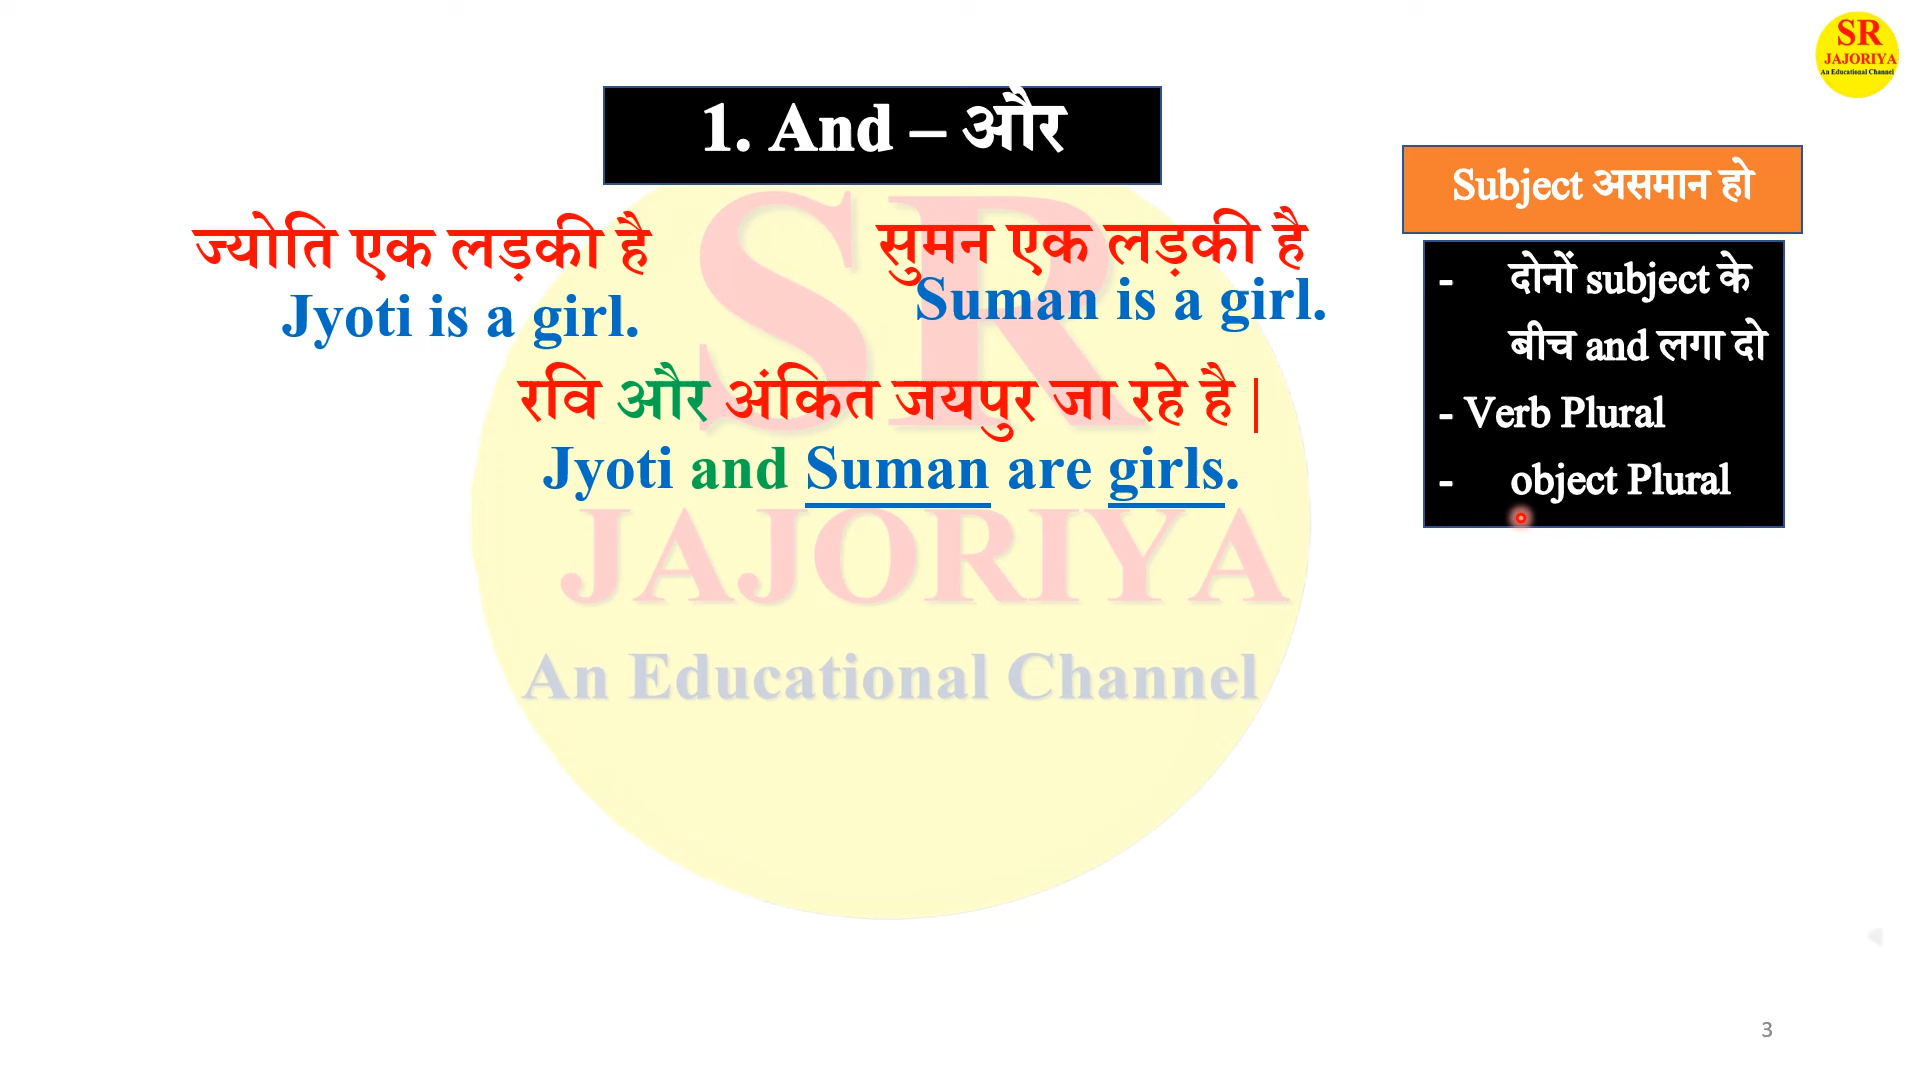 SR
JAJORIYA
An Educational Channel
1. And – और
Subject असमान हो
ज्योति एक लड़की है
सुमन एक लड़की है
Jyoti is a girl.
Suman is a girl.
रवि और अंकित जयपुर जा रहे है |
Jyoti and Suman are girls.
- दोनों subject के
बीच and लगा दो
- Verb Plural
- object Plural
SR
JAJORIYA
An Educational Channel
3